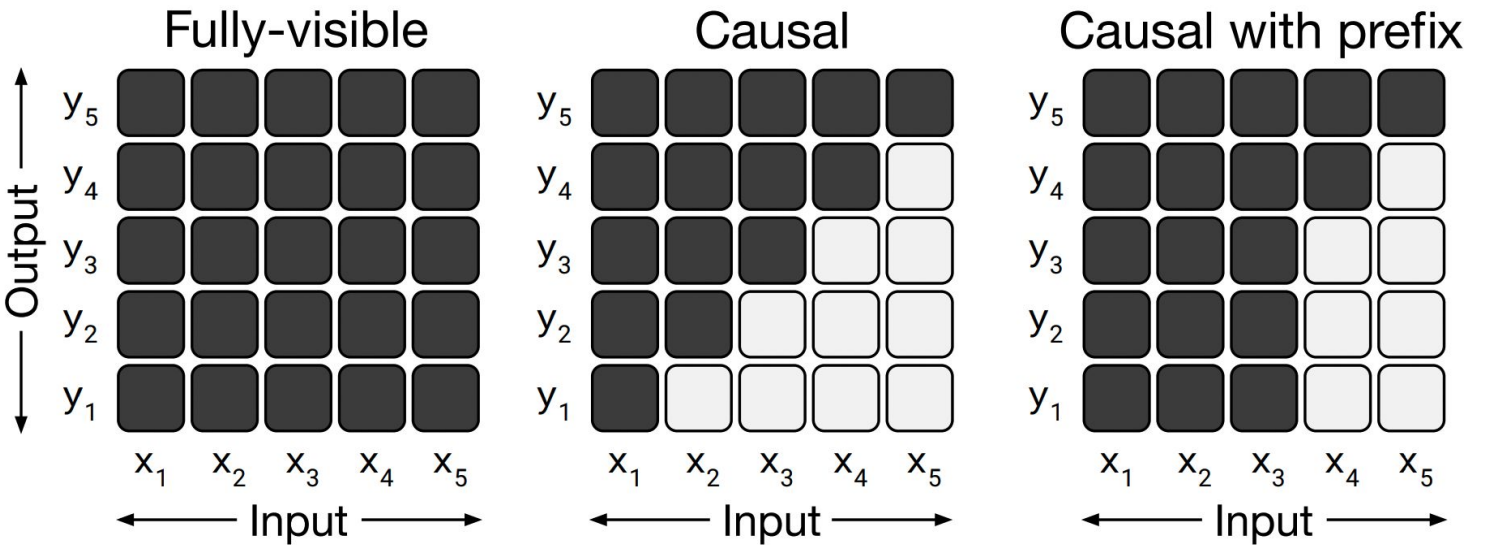 Fully-visible
Causal
Causal with prefix
Output
y5
y4
y3
y2
y1
x1 x2 x3 x4 x5
Input
y5
y4
y3
y2
y1
x1 x2 x3 x4 x5
Input
y5
y4
y3
y2
y1
x1 x2 x3 x4 x5
Input